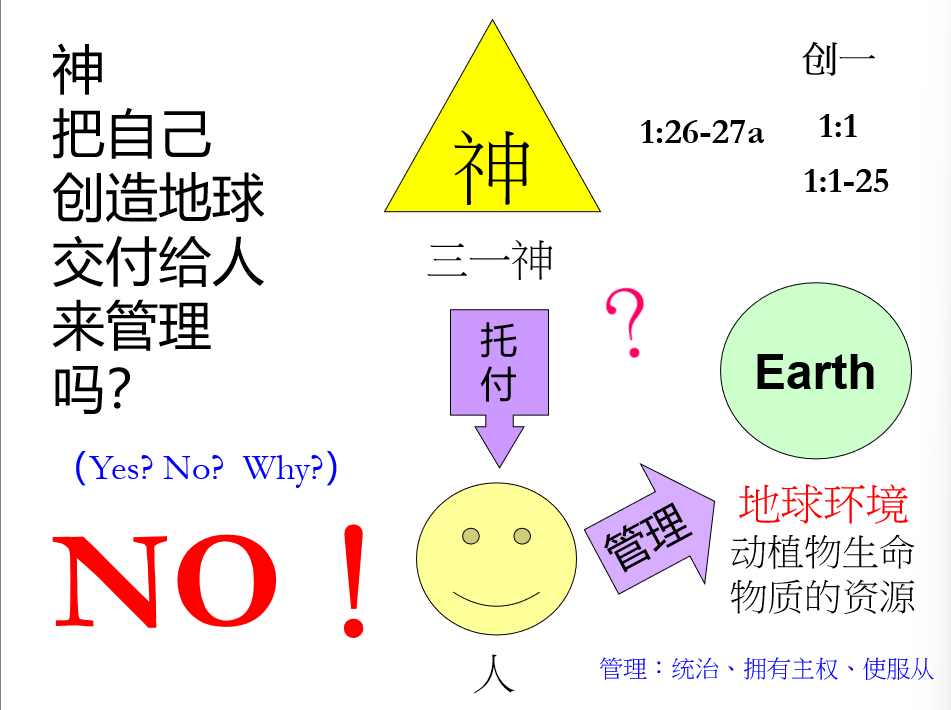 神
把自己
创造地球
交付给人
来管理
吗?
（Yes? No?  Why?）
NO！
神
三一神
托
付
人
管理
?
创一
1:26-27a
1:1
1:1-25
Earth
地球环境
动植物生命
物质的资源
管理：统治、拥有主权、使服从